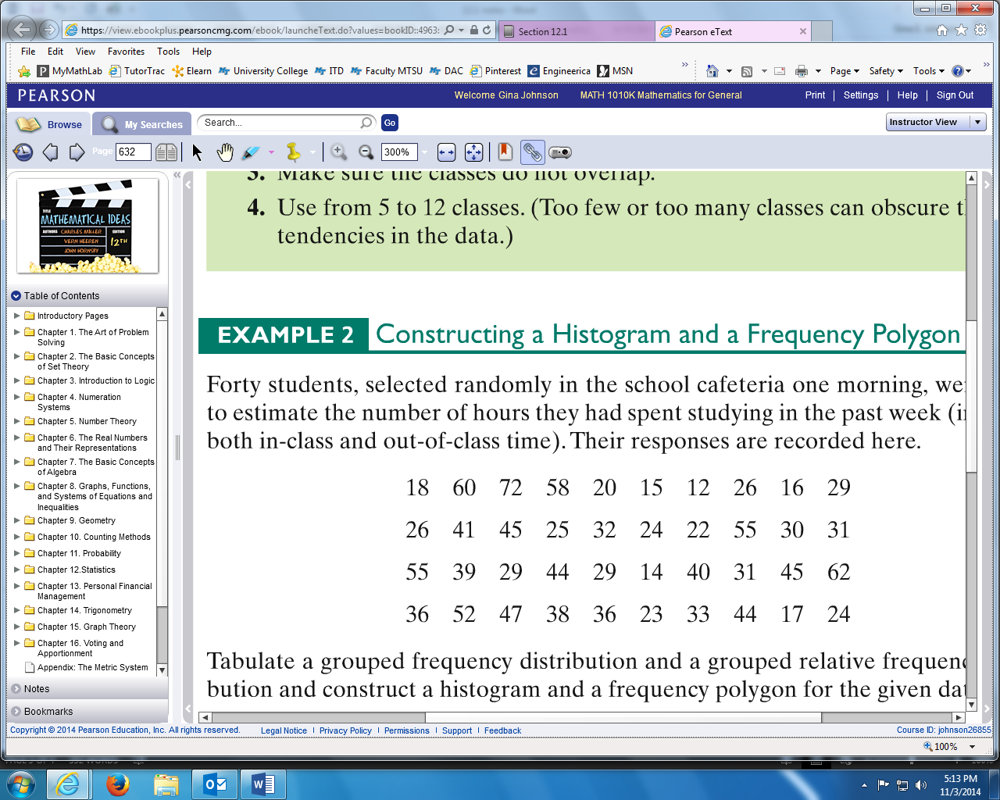 https://view.ebookplus.pearsoncmg.com/ebook/launcheText.do?values=bookID::4963:
Section 12.1
Pearson eText
File Edit View Favorites Tools Help
MyMathLab TutorTrac Elearn University College ITD Faculty MTSU DAC Pinterest Engineerica MSN
Page Safety Tools
PEARSON
Welcome Gina Johnson MATH 1010K Mathematics for General
Print Settings Help Sign Out
Browse My Searches Search... Go
Instructor View
Page 632 300%
3. Make sure the classes do not overlap.
4. Use from 5 to 12 classes. (Too few or too many classes can obscure
tendencies in the data.)
TITLE
MATHEMATICAL IDEAS
AUTHORS CHARLES MILLER EDITION
VERN HEEREN 12TH
JOHN HORNSBY
Table of Contents
Introductory Pages
Chapter 1. The Art of Problem
Solving
Chapter 2. The Basic Concepts
of Set Theory
Chapter 3. Introduction to Logic
Chapter 4. Numeration
Systems
Chapter 5. Number Theory
Chapter 6. The Real Numbers
and Their Representations
Chapter 7. The Basic Concepts
of Algebra
Chapter 8. Graphs, Functions,
and Systems of Equations and
Inequalities
Chapter 9. Geometry
Chapter 10. Counting Methods
Chapter 11. Probability
Chapter 12.Statistics
Chapter 13. Personal Financial
Management
Chapter 14. Trigonometry
Chapter 15. Graph Theory
Chapter 16. Voting and
Apportionment
Appendix: The Metric System
Notes
Bookmarks
EXAMPLE 2 Constructing a Histogram and a Frequency Polygon
Forty students, selected randomly in the school cafeteria one morning, we
to estimate the number of hours they had spent studying in the past week (i
both in-class and out-of-class time). Their responses are recorded here.
18 60 72 58 20 15 12 26 16 29
26 41 45 25 32 24 22 55 30 31
55 39 29 44 29 14 40 31 45 62
36 52 47 38 36 23 33 44 17 24
Tabulate a grouped frequency distribution and a grouped relative frequenc
bution and construct a histogram and a frequency polygon for the given dat
Copyright © 2014 Pearson Education, Inc. All rights reserved. Legal Notice | Privacy Policy | Permissions | Support | Feedback
Course ID: johnson26855
100%
5:13 PM
11/3/2014